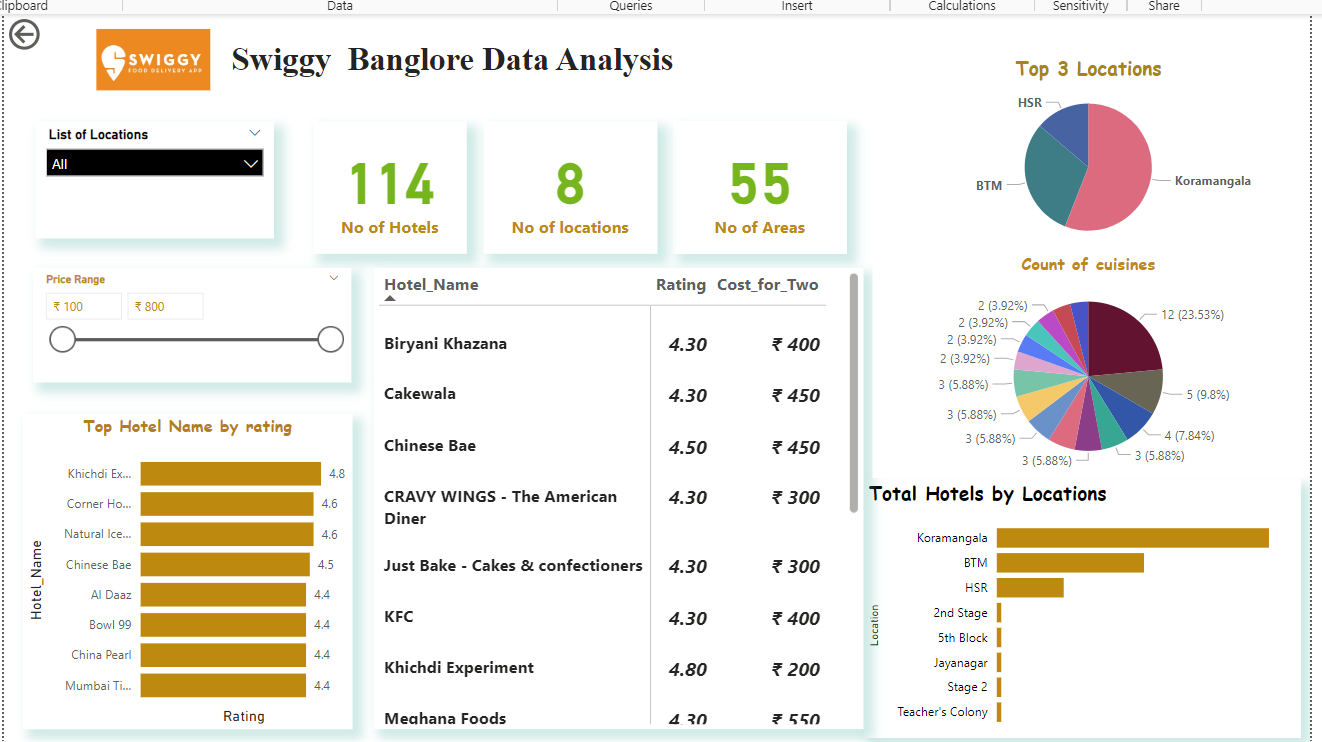 lipboard
Data
Queries
Insert
Calculations
Sensitivity
Share
SWIGGY
FOOD DELIVERY APP
Swiggy Banglore Data Analysis
List of Locations
All
114
No of Hotels
8
No of locations
55
No of Areas
Top 3 Locations
HSR
BTM
Koramangala
Price Range
₹ 100
₹ 800
Hotel_Name Rating Cost_for_Two
Biryani Khazana 4.30 ₹ 400
Cakewala 4.30 ₹ 450
Chinese Bae 4.50 ₹ 450
CRAVY WINGS - The American 4.30 ₹ 300
Diner
Just Bake - Cakes & confectioners 4.30 ₹ 300
KFC 4.30 ₹ 400
Khichdi Experiment 4.80 ₹ 200
Meghana Foods 4.30 ₹ 550
Count of cuisines
12 (23.53%)
5 (9.8%)
4 (7.84%)
3 (5.88%)
3 (5.88%)
3 (5.88%)
3 (5.88%)
3 (5.88%)
2 (3.92%)
2 (3.92%)
2 (3.92%)
2 (3.92%)
Top Hotel Name by rating
Hotel_Name
Khichdi Ex... 4.8
Corner Ho... 4.6
Natural Ice... 4.6
Chinese Bae 4.5
Al Daaz 4.4
Bowl 99 4.4
China Pearl 4.4
Mumbai Ti... 4.4
Rating
Total Hotels by Locations
Location
Koramangala
BTM
HSR
2nd Stage
5th Block
Jayanagar
Stage 2
Teacher's Colony